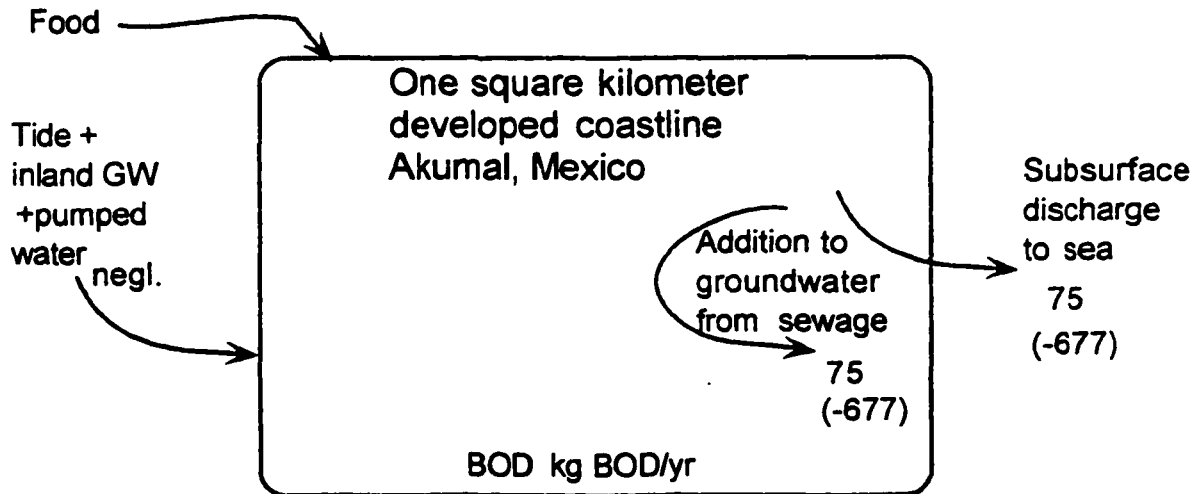 Food
One square kilometer
developed coastline
Akumal, Mexico
Tide +
inland GW
+pumped
water
negl.
Subsurface
discharge
to sea
75
(-677)
Addition to
groundwater
from sewage
75
(-677)
BOD kg BOD/yr